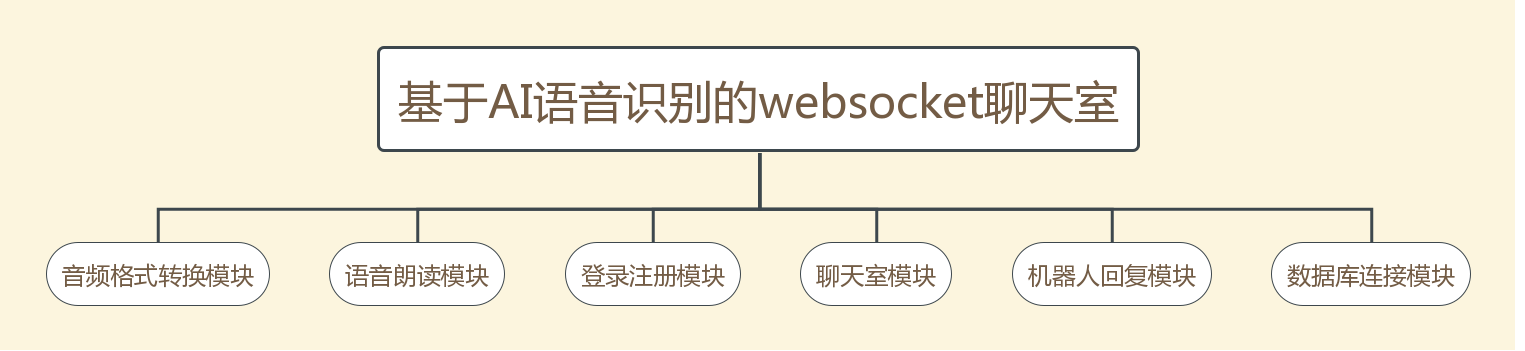 基于AI语音识别的websocket聊天室
音频格式转换模块
语音朗读模块
登录注册模块
聊天室模块
机器人回复模块
数据库连接模块